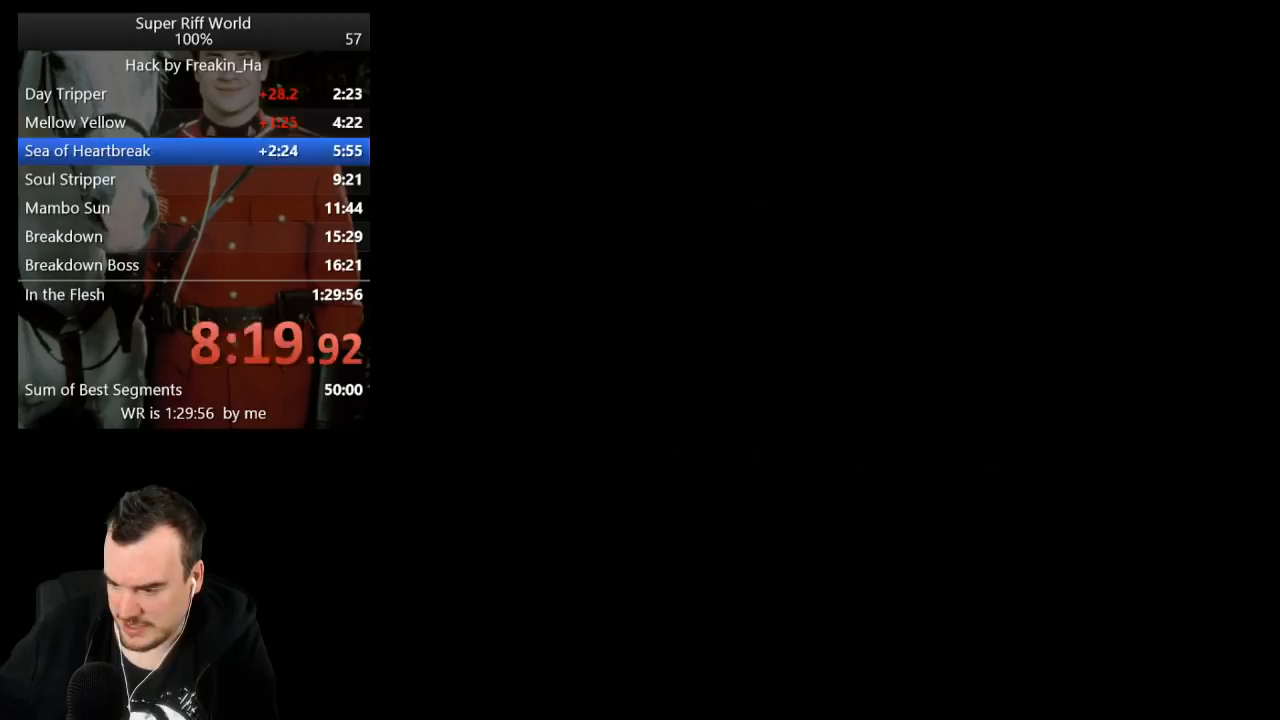 Super Riff World
100% 57
Hack by Freakin_Ha
Day Tripper +28.2 2:23
Mellow Yellow +1:25 4:22
Sea of Heartbreak +2:24 5:55
Soul Stripper 9:21
Mambo Sun 11:44
Breakdown 15:29
Breakdown Boss 16:21
In the Flesh 1:29:56
8:19.92
Sum of Best Segments 50:00
WR is 1:29:56 by me